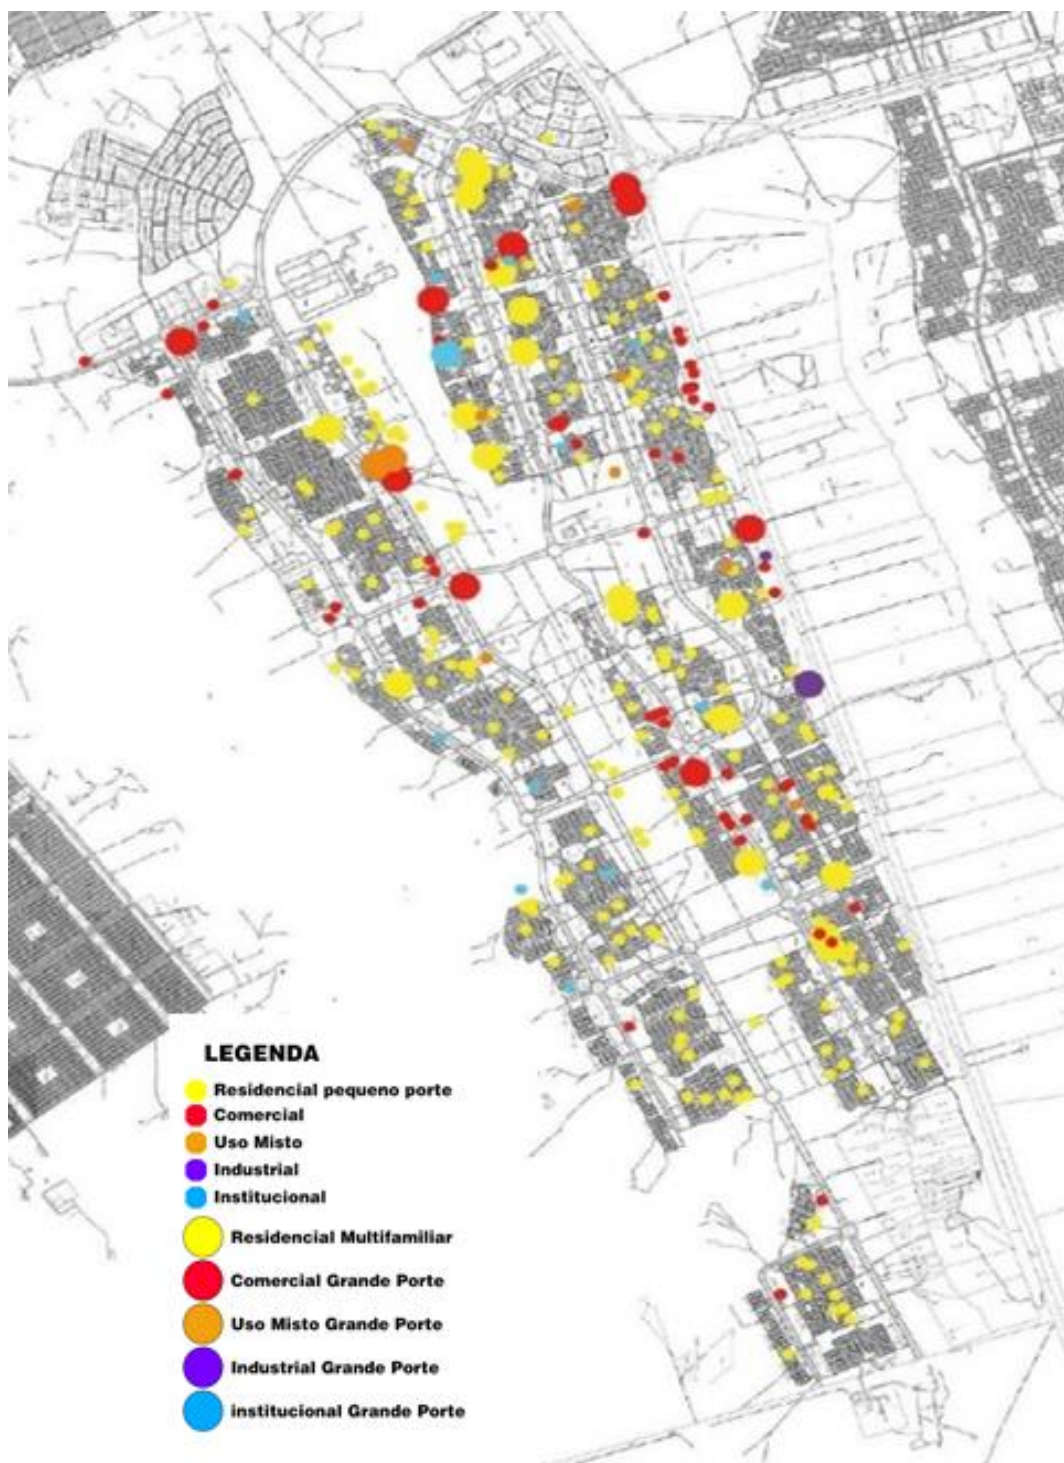 LEGENDA
Residencial pequeno porte
Comercial
Uso Misto
Industrial
Institucional
Residencial Multifamiliar
Comercial Grande Porte
Uso Misto Grande Porte
Industrial Grande Porte
institucional Grande Porte